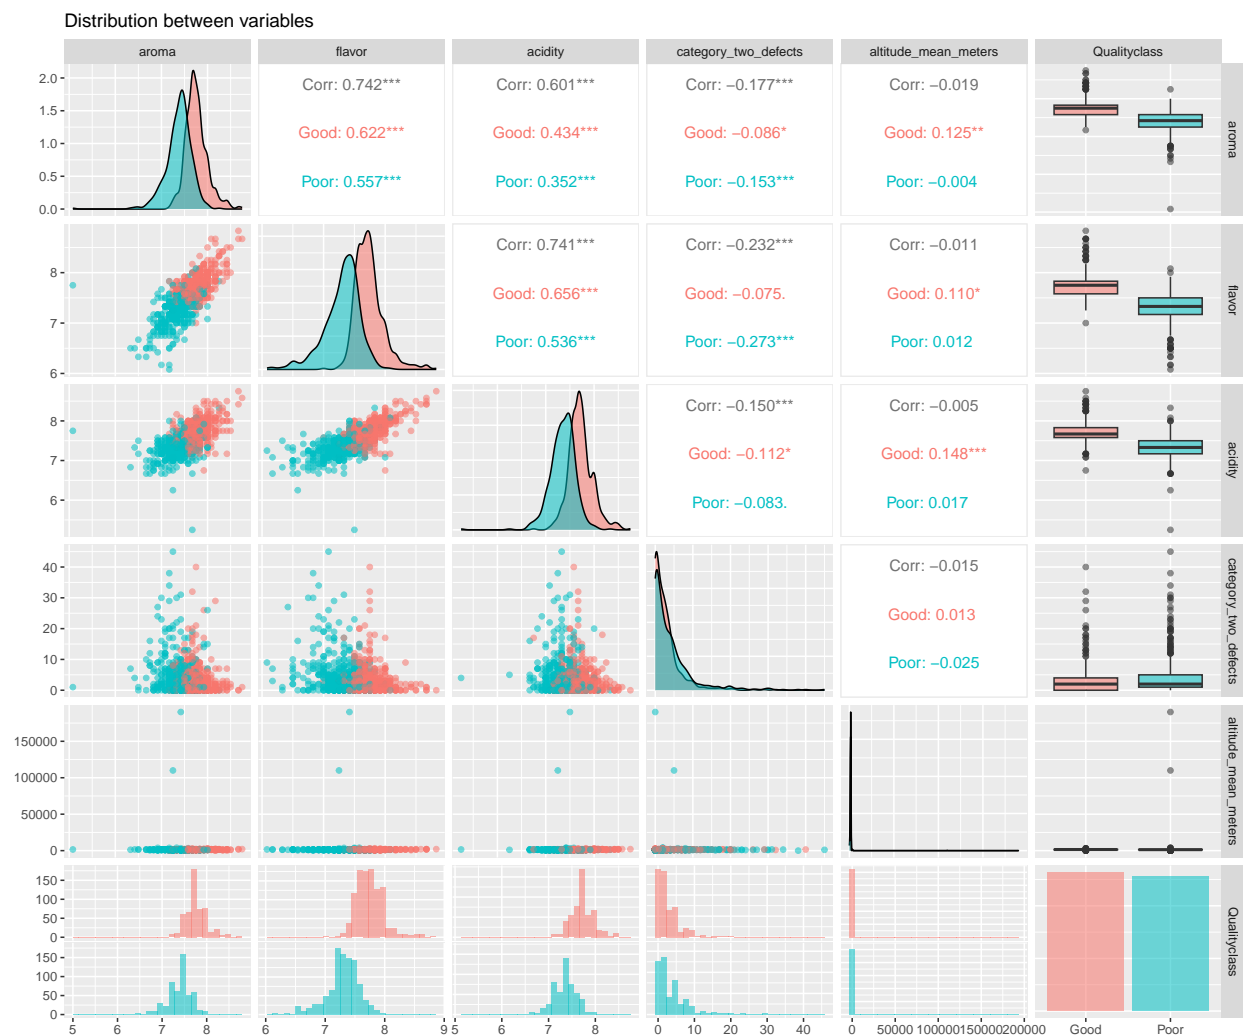 Distribution between variables
aroma flavor acidity category_two_defects altitude_mean_meters Qualityclass
2.0
1.5
1.0
0.5
0.0
Corr: 0.742*** Corr: 0.601*** Corr: −0.177*** Corr: −0.019
Good: 0.622*** Good: 0.434*** Good: −0.086* Good: 0.125**
Poor: 0.557*** Poor: 0.352*** Poor: −0.153*** Poor: −0.004
aroma
8
7
6
Corr: 0.741*** Corr: −0.232*** Corr: −0.011
Good: 0.656*** Good: −0.075. Good: 0.110*
Poor: 0.536*** Poor: −0.273*** Poor: 0.012
flavor
8
7
6
Corr: −0.150*** Corr: −0.005
Good: −0.112* Good: 0.148***
Poor: −0.083. Poor: 0.017
acidity
40
30
20
10
0
Corr: −0.015
Good: 0.013
Poor: −0.025
category_two_defects
150000
100000
50000
0
altitude_mean_meters
150
100
50
0
150
100
50
0
Qualityclass
5 6 7 8 6 7 8 9 5 6 7 8 0 10 20 30 40 0 50000 100000 150000 200000 Good Poor